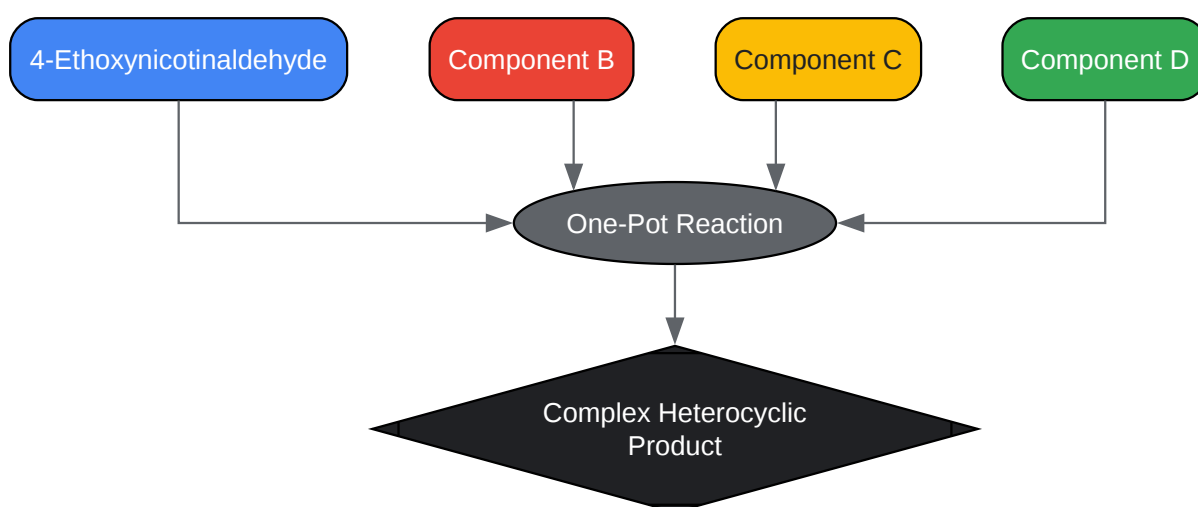 4-Ethoxynicotinaldehyde
Component B
Component C
Component D
One-Pot Reaction
Complex Heterocyclic
Product